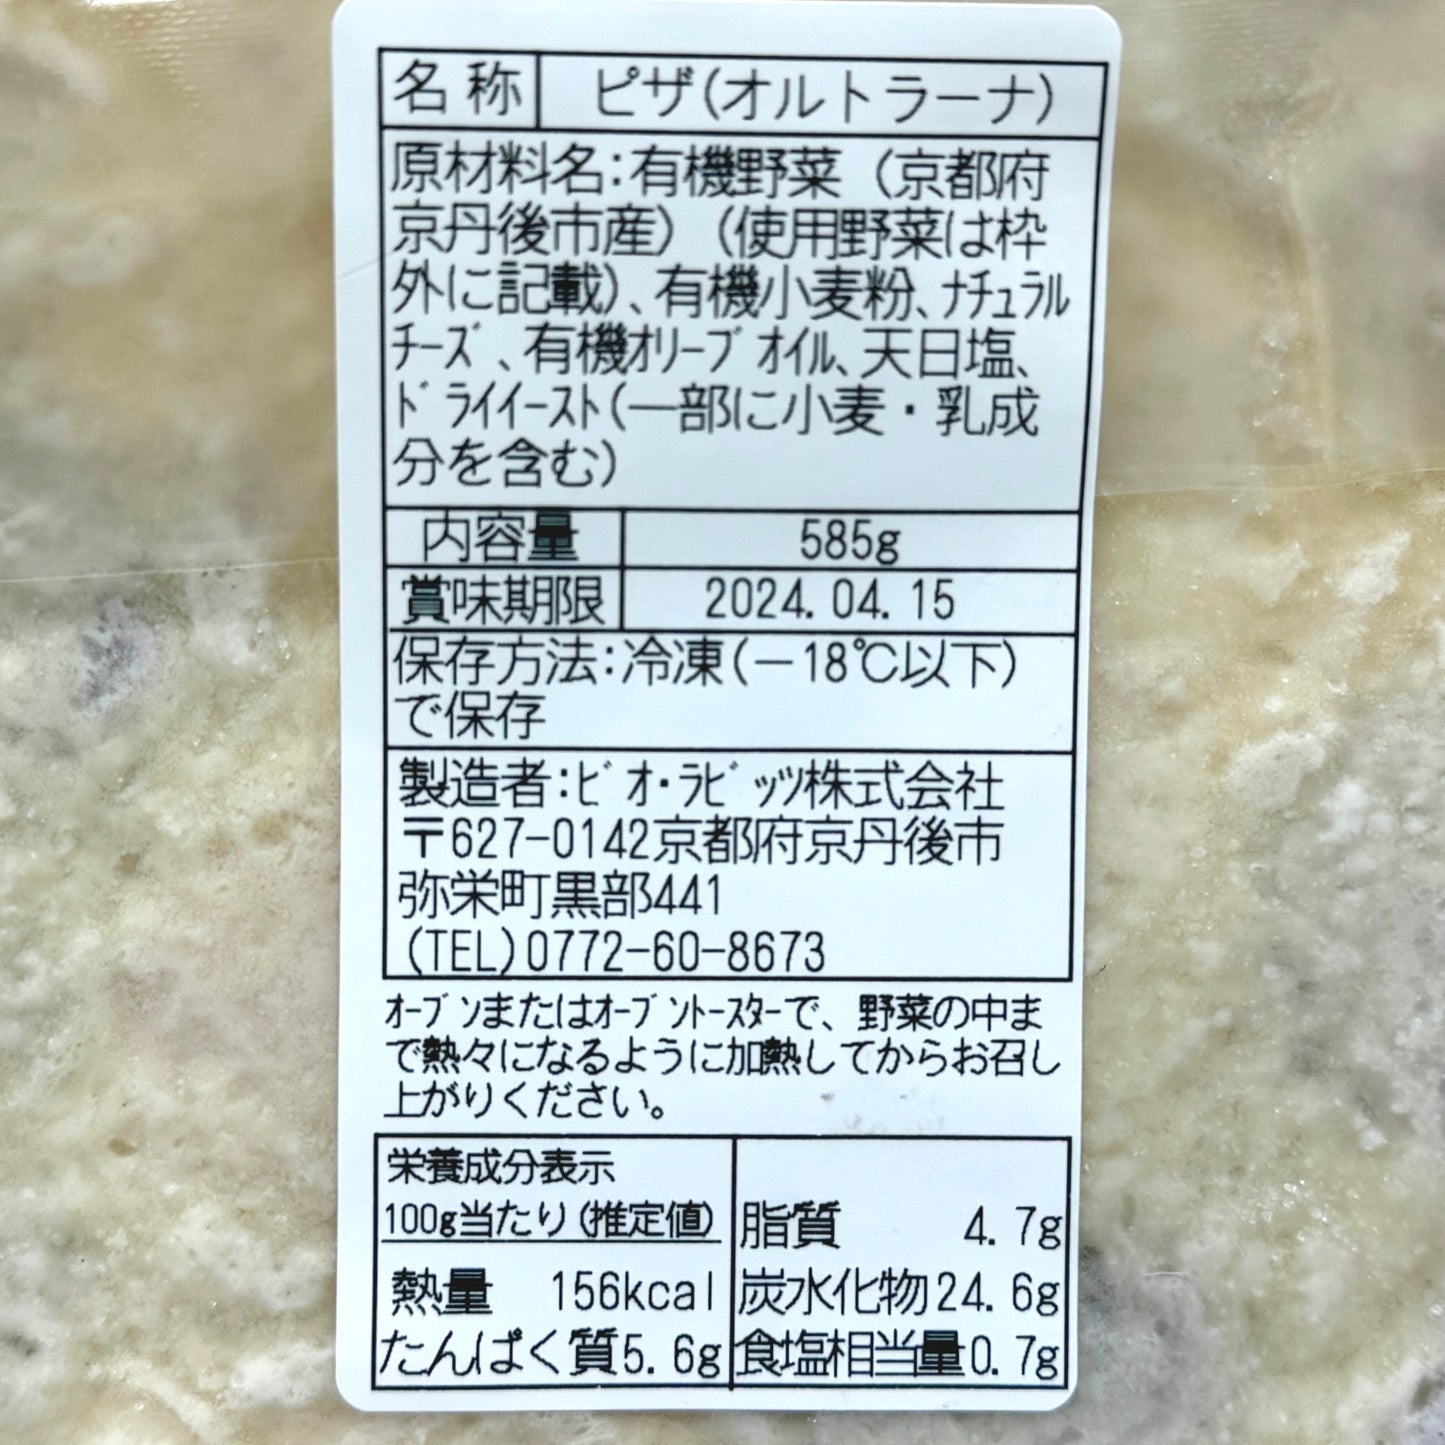 名称 ピザ(オルトラーナ)
原材料名:有機野菜(京都府
京丹後市産)(使用野菜は枠
外に記載)、有機小麦粉、ﾅﾁｭﾗﾙ
ﾁｰｽﾞ、有機ｵﾘｰﾌﾞｵｲﾙ、天日塩、
ﾄﾞﾗｲｲｰｽﾄ(一部に小麦・乳成
分を含む)
内容量 585g
賞味期限 2024.04.15
保存方法:冷凍(－18℃以下)
で保存
製造者:ﾋﾞｵ･ﾗﾋﾞｯﾂ株式会社
〒627-0142京都府京丹後市
弥栄町黒部441
(TEL)0772-60-8673
ｵｰﾌﾞﾝまたはｵｰﾌﾞﾝﾄｰｽﾀｰで、野菜の中ま
で熱々になるように加熱してからお召し
上がりください。
栄養成分表示
100g当たり(推定値)
熱量 156kcal
たんぱく質5.6g
脂質 4.7g
炭水化物24.6g
食塩相当量0.7g